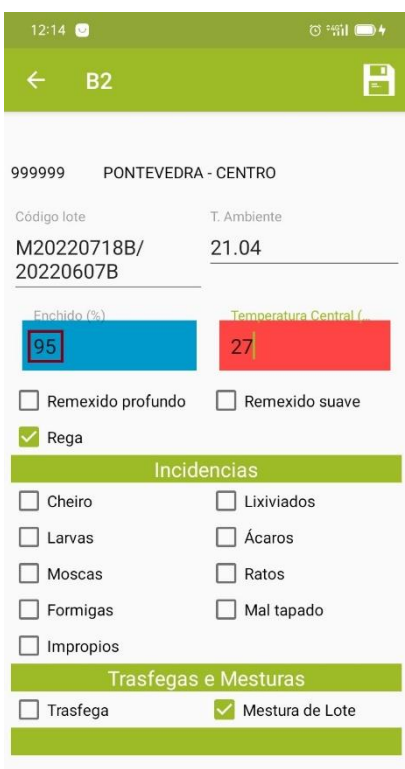 12:14
B2
999999 PONTEVEDRA - CENTRO
Código lote T. Ambiente
M20220718B/ 21.04
20220607B
Enchido (%) Temperatura Central (...
95 27
Remexido profundo Remexido suave
Rega
Incidencias
Cheiro Lixiviados
Larvas Ácaros
Moscas Ratos
Formigas Mal tapado
Impropios
Trasfegas e Mesturas
Trasfega Mestura de Lote